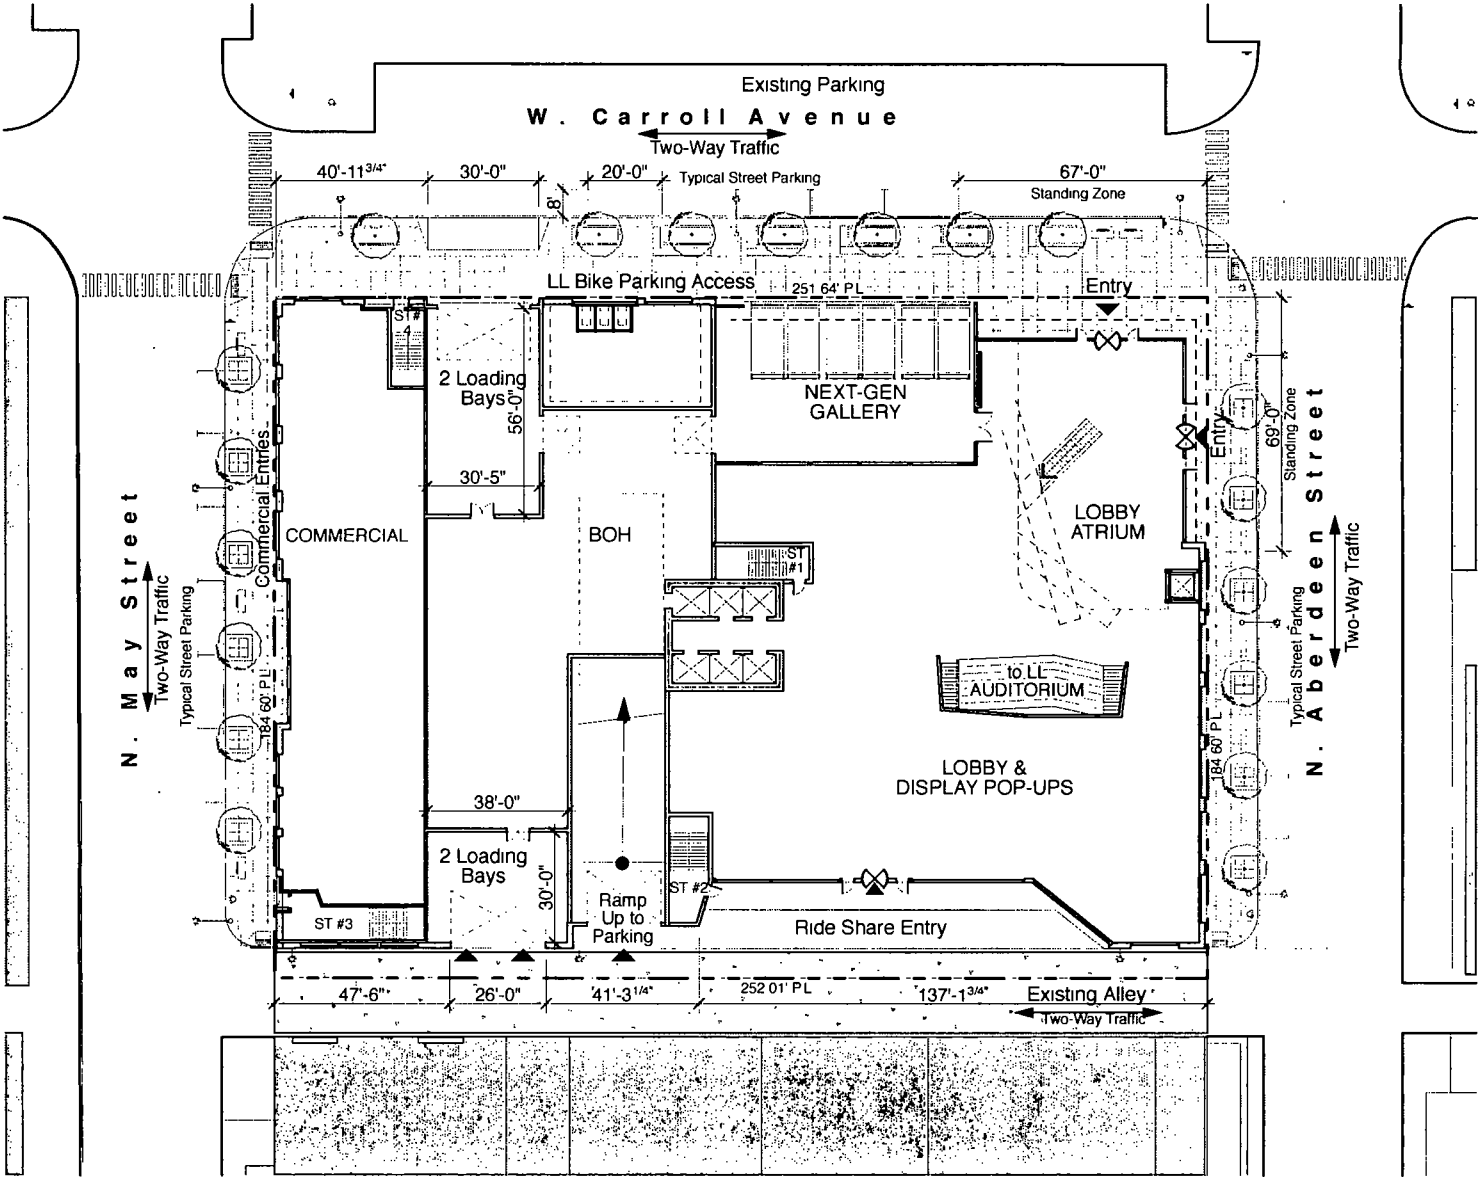 Existing Parking
W. Carroll Avenue
Two-Way Traffic
40'-11 3/4"
30'-0"
20'-0"
Typical Street Parking
67'-0"
Standing Zone
8'
LL Bike Parking Access
251 64' PL
Entry
ST#
4
2 Loading
Bays
56'-0"
30'-5"
NEXT-GEN
GALLERY
Entry
69'-0"
Standing Zone
N. Aberdeen Street
Two-Way Traffic
Typical Street Parking
184 60' PL
N. May Street
Two-Way Traffic
Typical Street Parking
Commercial Entries
184 60' PL
COMMERCIAL
BOH
LOBBY
ATRIUM
ST
#1
to LL
AUDITORIUM
LOBBY &
DISPLAY POP-UPS
38'-0"
2 Loading
Bays
30'-0"
ST #2
ST #3
Ramp
Up to
Parking
Ride Share Entry
47'-6"
26'-0"
41'-3 1/4"
252 01' PL
137'-1 3/4"
Existing Alley
Two-Way Traffic